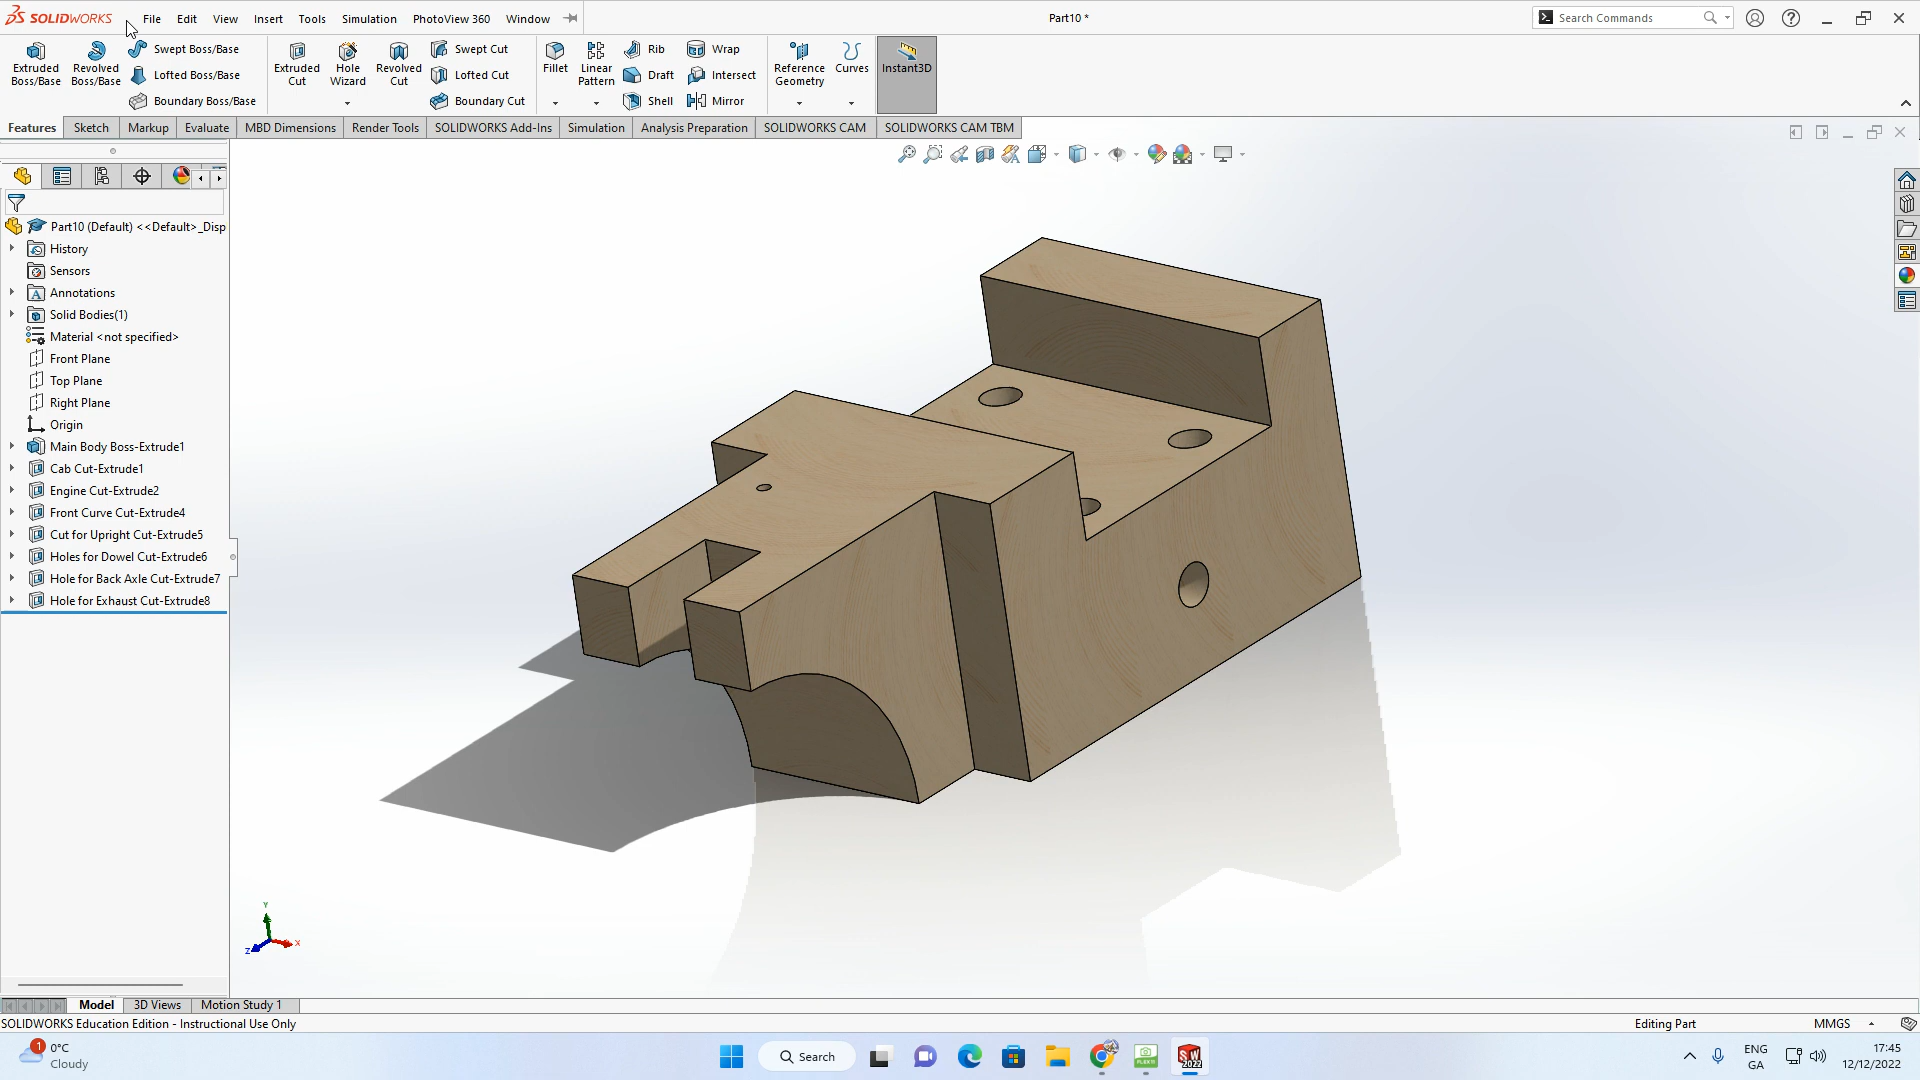 SOLIDWORKS File Edit View Insert Tools Simulation PhotoView 360 Window Part10 * Search Commands
Extruded Boss/Base
Revolved Boss/Base
Swept Boss/Base
Lofted Boss/Base
Boundary Boss/Base
Extruded Cut
Hole Wizard
Revolved Cut
Swept Cut
Lofted Cut
Boundary Cut
Fillet
Linear Pattern
Rib
Draft
Shell
Wrap
Intersect
Mirror
Reference Geometry
Curves
Instant3D
Features Sketch Markup Evaluate MBD Dimensions Render Tools SOLIDWORKS Add-Ins Simulation Analysis Preparation SOLIDWORKS CAM SOLIDWORKS CAM TBM
Part10 (Default) <<Default>_Disp
History
Sensors
Annotations
Solid Bodies(1)
Material <not specified>
Front Plane
Top Plane
Right Plane
Origin
Main Body Boss-Extrude1
Cab Cut-Extrude1
Engine Cut-Extrude2
Front Curve Cut-Extrude4
Cut for Upright Cut-Extrude5
Holes for Dowel Cut-Extrude6
Hole for Back Axle Cut-Extrude7
Hole for Exhaust Cut-Extrude8
Y
X
Z
Model 3D Views Motion Study 1
SOLIDWORKS Education Edition - Instructional Use Only Editing Part MMGS
1
0°C
Cloudy
Search
SW
2022
ENG
GA
17:45
12/12/2022